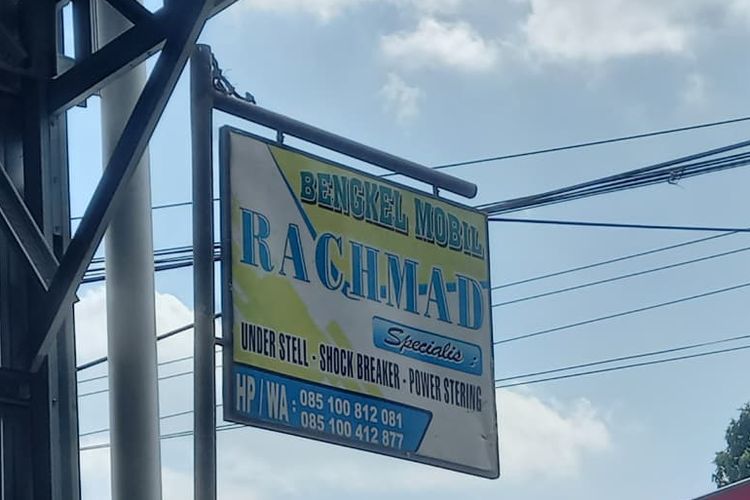 BENGKEL MOBIL
RACHMAD
Specialis :
UNDER STELL - SHOCK BREAKER - POWER STERING
HP / WA : 085 100 812 081
085 100 412 877